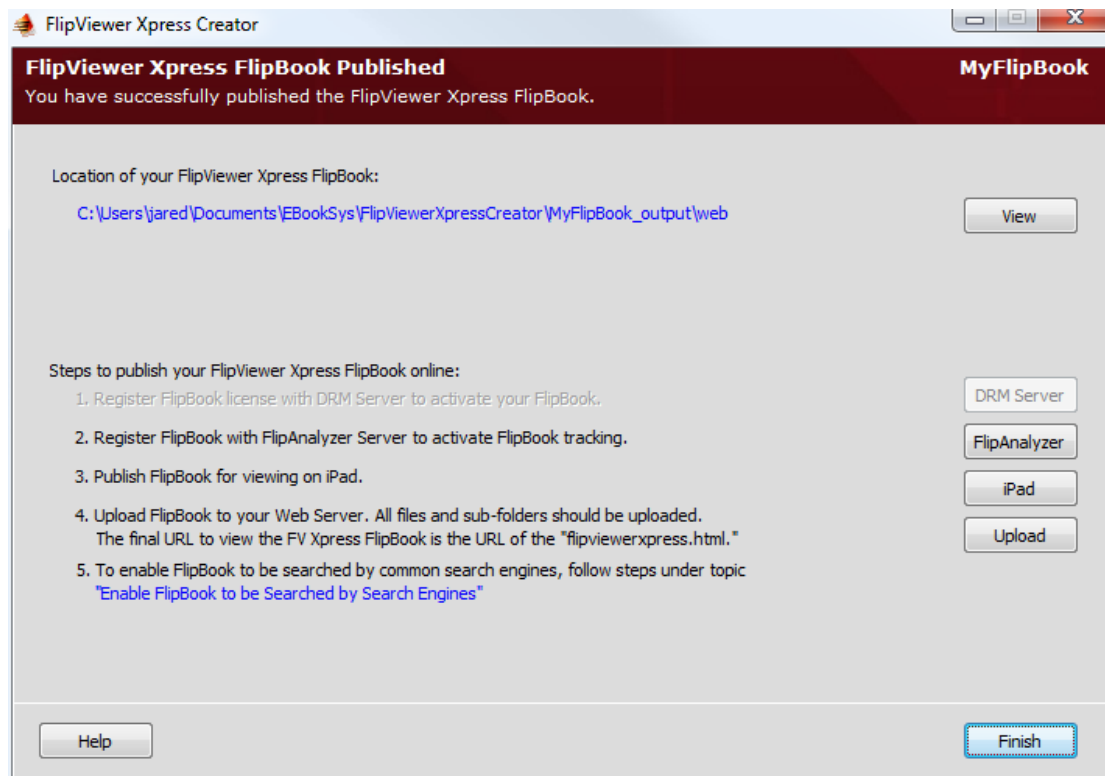 FlipViewer Xpress Creator
FlipViewer Xpress FlipBook Published
MyFlipBook
You have successfully published the FlipViewer Xpress FlipBook.
Location of your FlipViewer Xpress FlipBook:
C:\Users\jared\Documents\EBookSys\FlipViewerXpressCreator\MyFlipBook_output\web
View
Steps to publish your FlipViewer Xpress FlipBook online:
1. Register FlipBook license with DRM Server to activate your FlipBook.
DRM Server
2. Register FlipBook with FlipAnalyzer Server to activate FlipBook tracking.
FlipAnalyzer
3. Publish FlipBook for viewing on iPad.
iPad
4. Upload FlipBook to your Web Server. All files and sub-folders should be uploaded.
The final URL to view the FV Xpress FlipBook is the URL of the "flipviewerxpress.html."
Upload
5. To enable FlipBook to be searched by common search engines, follow steps under topic
"Enable FlipBook to be Searched by Search Engines"
Help
Finish